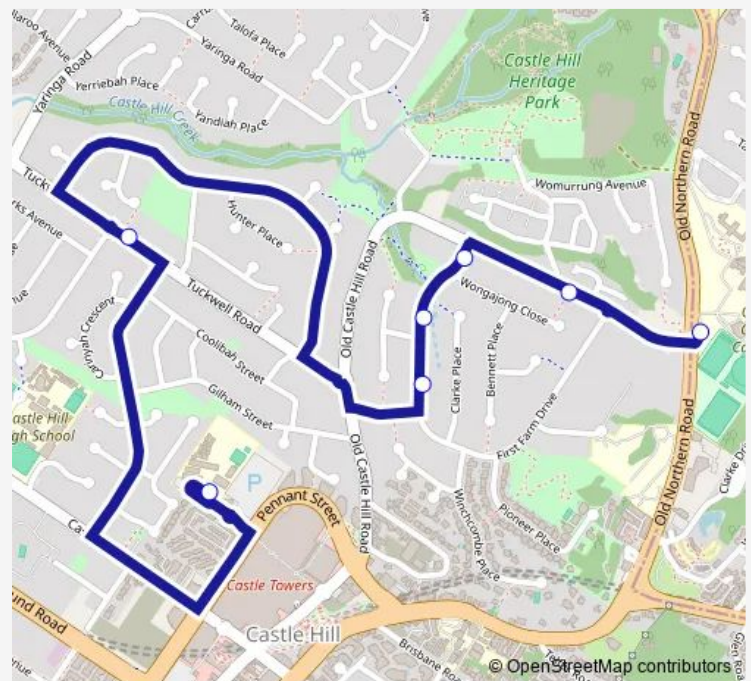 Talofa Place
Yaringa Road
Yaringa Road
Yerriebah Place
Yandiah Place
Castle Hill Creek
Castle Hill
Heritage
Park
Old Northern Road
Womurrung Avenue
Hunter Place
Old Castle Hill Road
Tuckwell Road
Wongajong Close
Carinyah Crescent
Coolibah Street
Gilham Street
Clarke Place
Bennett Place
First Farm Drive
Pennant Street
P
Old Castle Hill Road
Winchcombe Place
Pioneer Place
Old Northern Road
Castle Towers
Castle Hill
© OpenStreetMap contributors